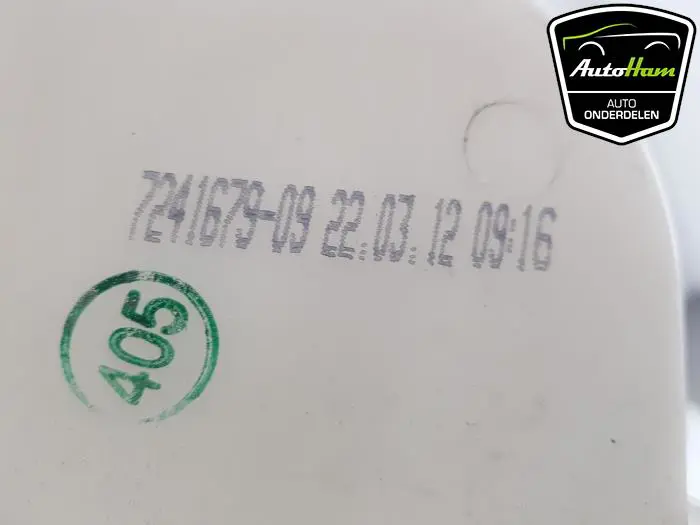 AutoHam
AUTO
ONDERDELEN
7241679-09 22.03.12 09:16
405